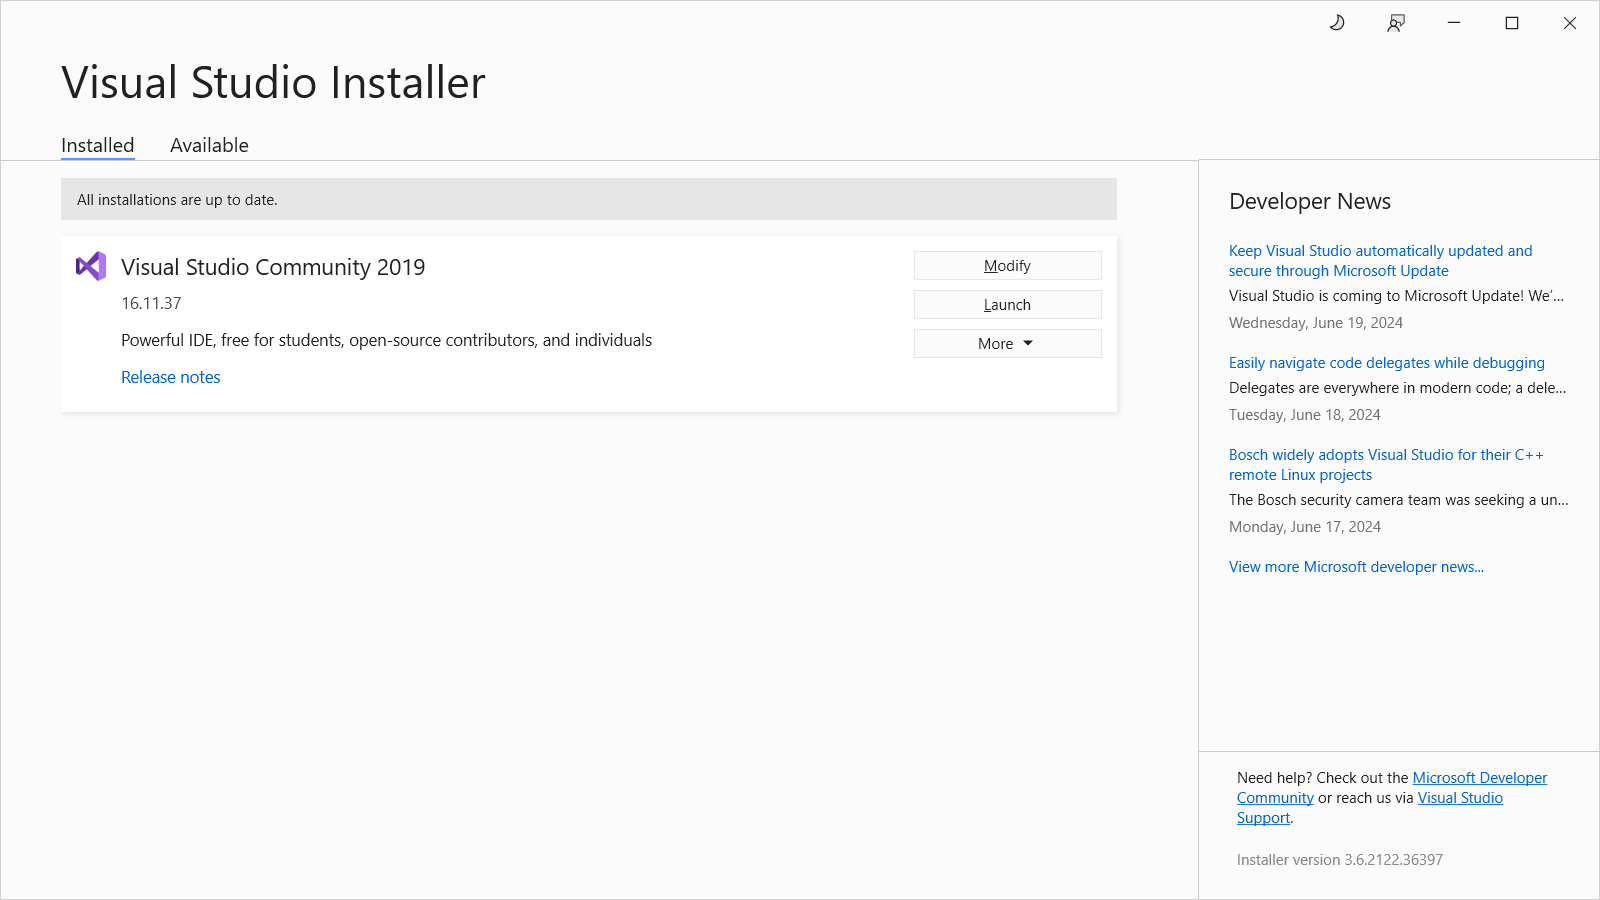 Visual Studio Installer
Installed
Available
All installations are up to date.
Visual Studio Community 2019
16.11.37
Powerful IDE, free for students, open-source contributors, and individuals
Release notes
Modify
Launch
More
Developer News
Keep Visual Studio automatically updated and
secure through Microsoft Update
Visual Studio is coming to Microsoft Update! We’...
Wednesday, June 19, 2024
Easily navigate code delegates while debugging
Delegates are everywhere in modern code; a dele...
Tuesday, June 18, 2024
Bosch widely adopts Visual Studio for their C++
remote Linux projects
The Bosch security camera team was seeking a un...
Monday, June 17, 2024
View more Microsoft developer news...
Need help? Check out the Microsoft Developer
Community or reach us via Visual Studio
Support.
Installer version 3.6.2122.36397